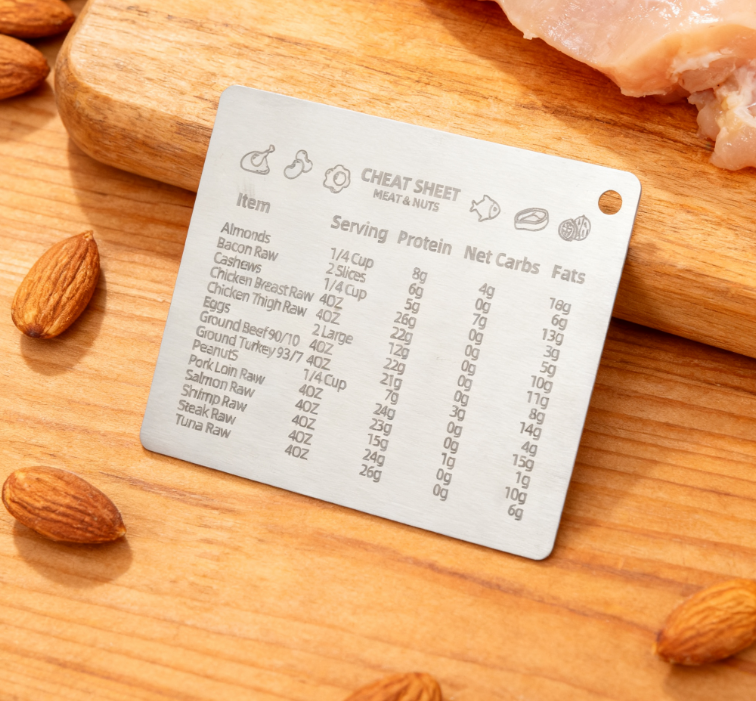 CHEAT SHEET
MEAT & NUTS
Item Serving Protein Net Carbs Fats
Almonds 1/4 Cup 8g 4g 18g
Bacon Raw 2 Slices 6g 0g 6g
Cashews 1/4 Cup 5g 7g 13g
Chicken Breast Raw 4OZ 26g 0g 3g
Chicken Thigh Raw 4OZ 22g 0g 5g
Eggs 2 Large 12g 0g 10g
Ground Beef 90/10 4OZ 22g 0g 11g
Ground Turkey 93/7 4OZ 21g 0g 8g
Peanuts 1/4 Cup 7g 3g 14g
Pork Loin Raw 4OZ 24g 0g 4g
Salmon Raw 4OZ 23g 0g 15g
Shrimp Raw 4OZ 15g 1g 1g
Steak Raw 4OZ 24g 0g 10g
Tuna Raw 4OZ 26g 0g 6g